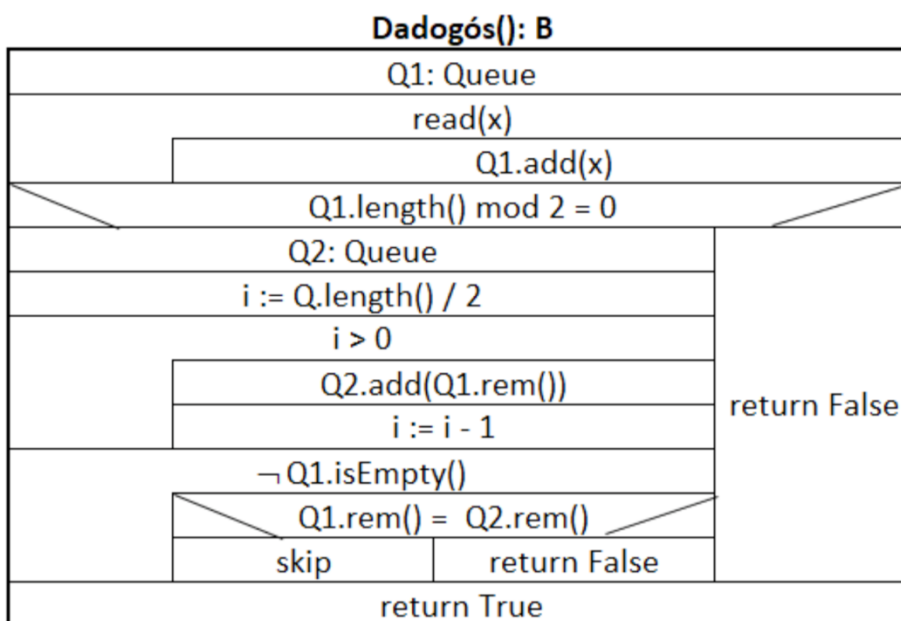 Dadogós(): B
Q1: Queue
read(x)
Q1.add(x)
Q1.length() mod 2 = 0
Q2: Queue
i := Q.length() / 2
i > 0
Q2.add(Q1.rem())
i := i - 1
return False
¬ Q1.isEmpty()
Q1.rem() = Q2.rem()
skip
return False
return True